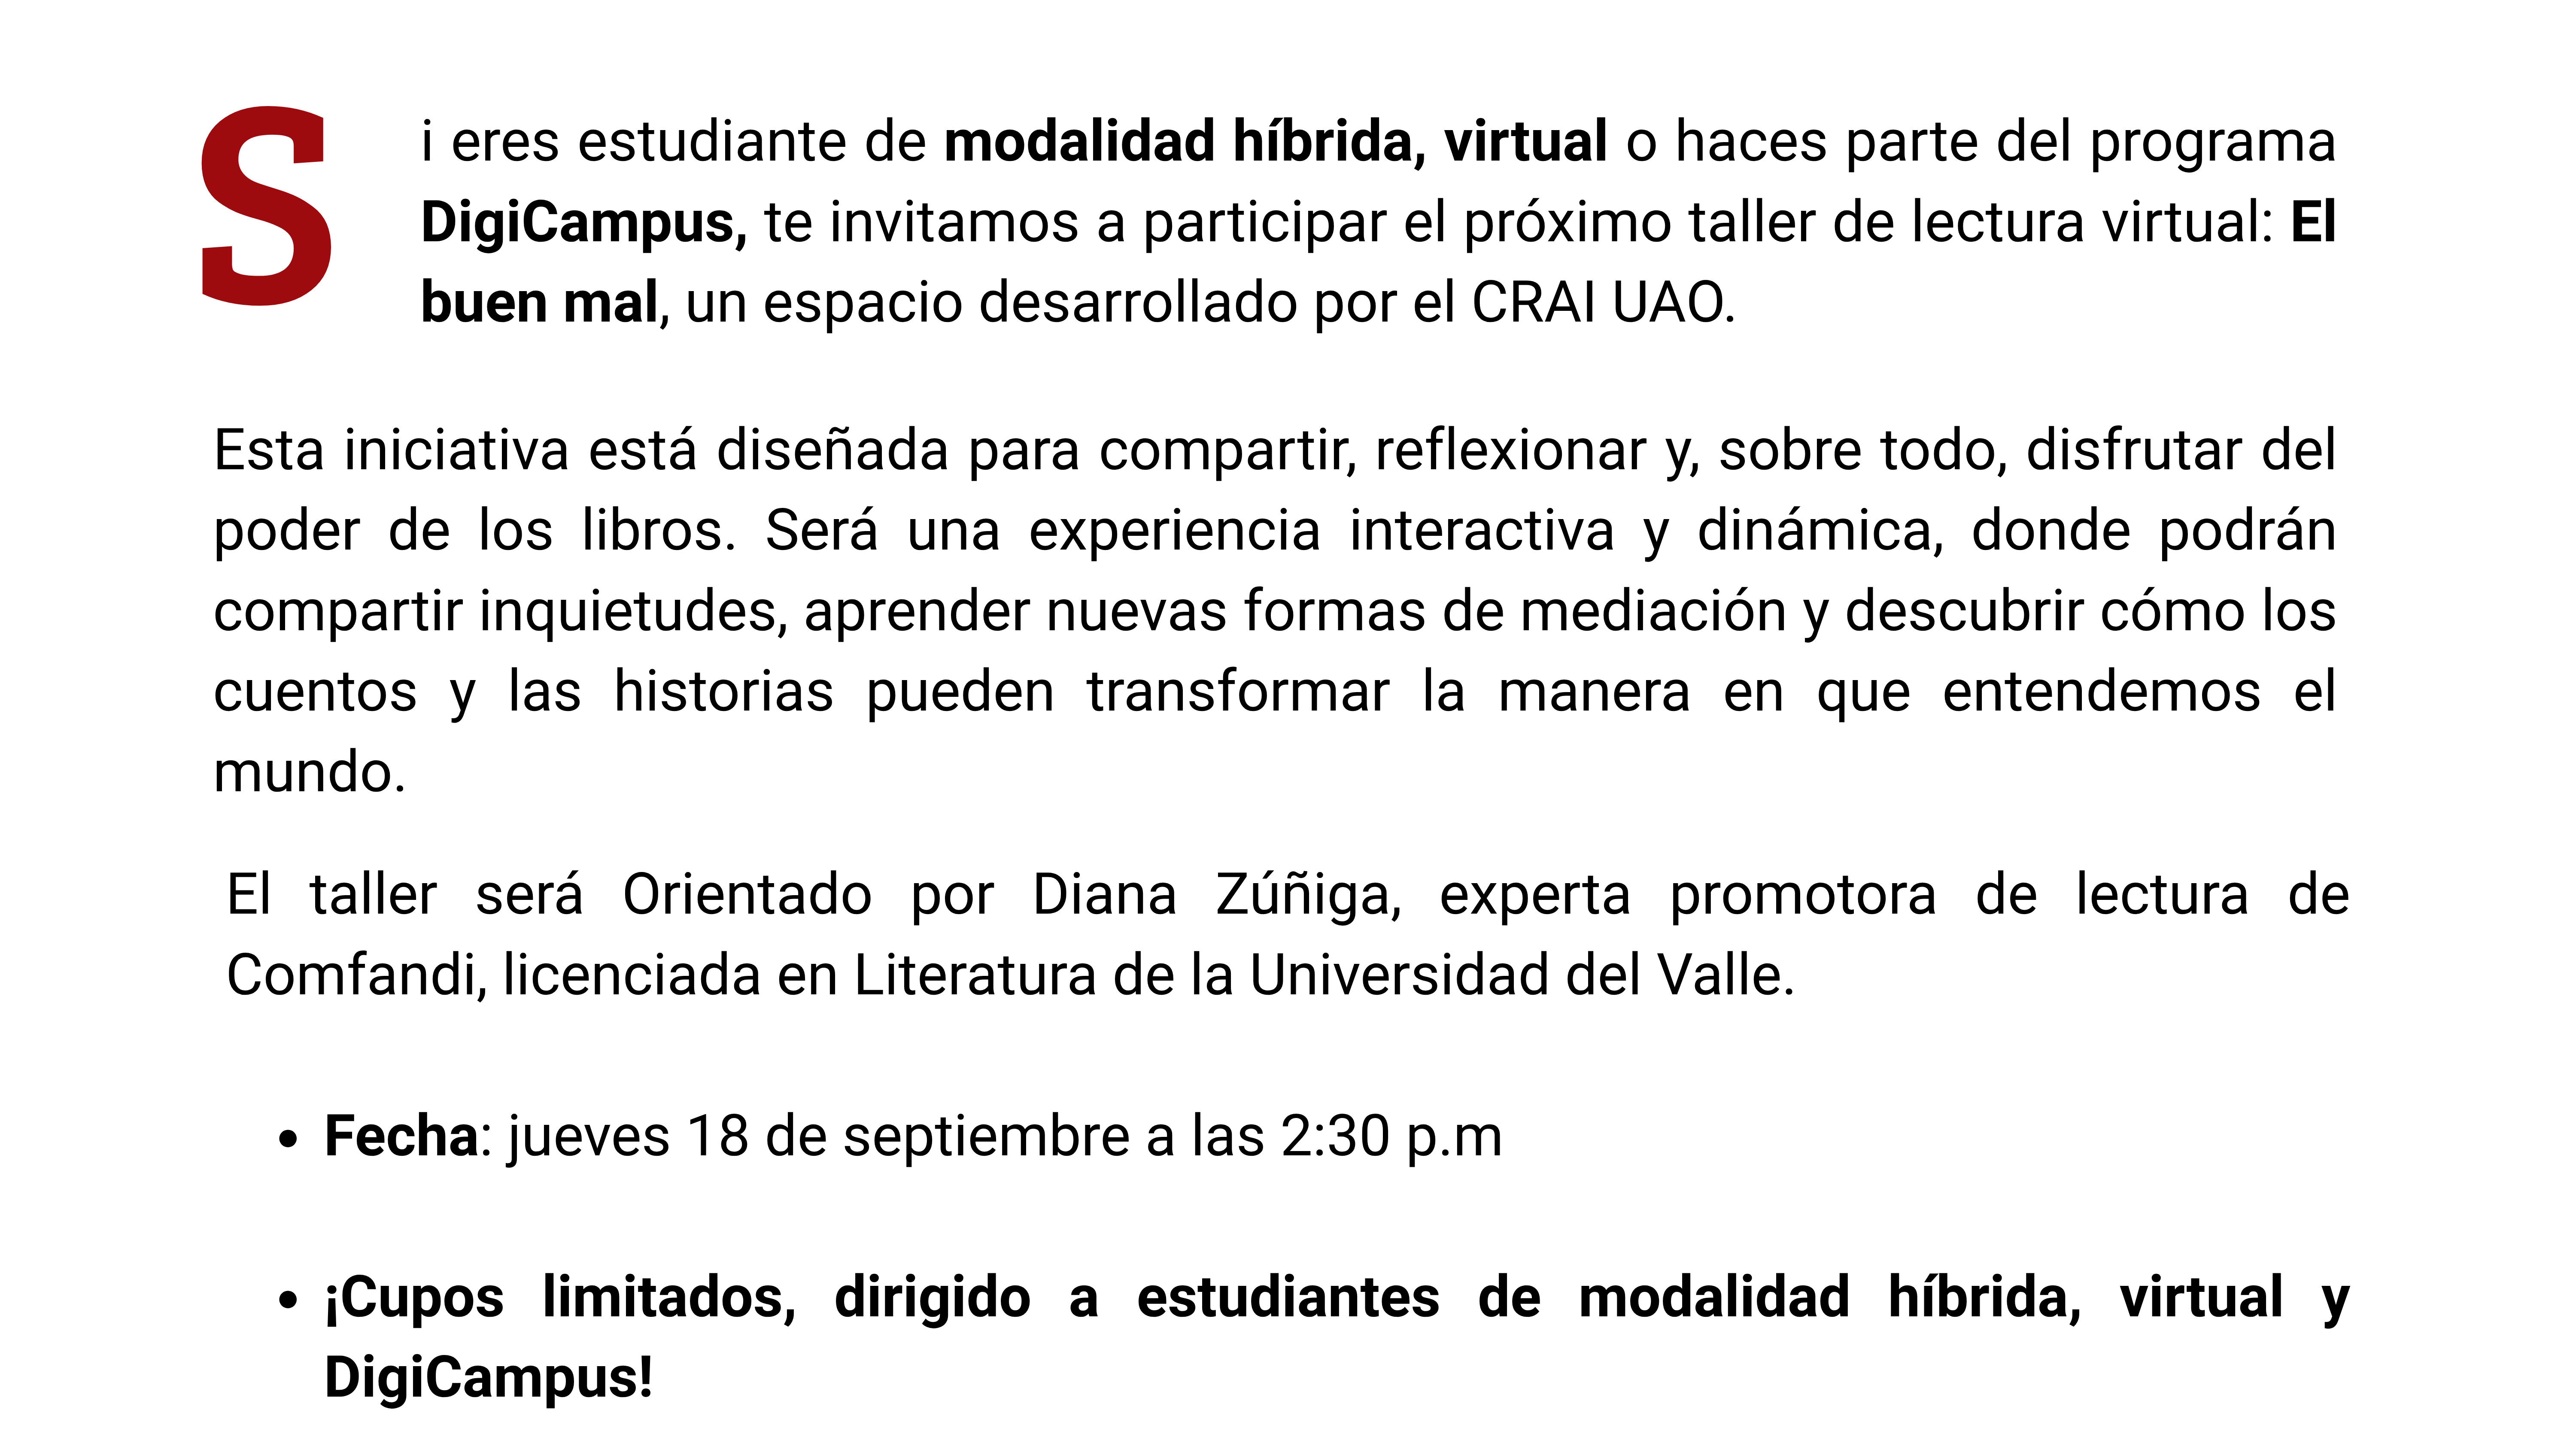 Si eres estudiante de modalidad híbrida, virtual o haces parte del programa
DigiCampus, te invitamos a participar el próximo taller de lectura virtual: El
buen mal, un espacio desarrollado por el CRAI UAO.
Esta iniciativa está diseñada para compartir, reflexionar y, sobre todo, disfrutar del
poder de los libros. Será una experiencia interactiva y dinámica, donde podrán
compartir inquietudes, aprender nuevas formas de mediación y descubrir cómo los
cuentos y las historias pueden transformar la manera en que entendemos el
mundo.
El taller será Orientado por Diana Zúñiga, experta promotora de lectura de
Comfandi, licenciada en Literatura de la Universidad del Valle.
• Fecha: jueves 18 de septiembre a las 2:30 p.m
• ¡Cupos limitados, dirigido a estudiantes de modalidad híbrida, virtual y
DigiCampus!